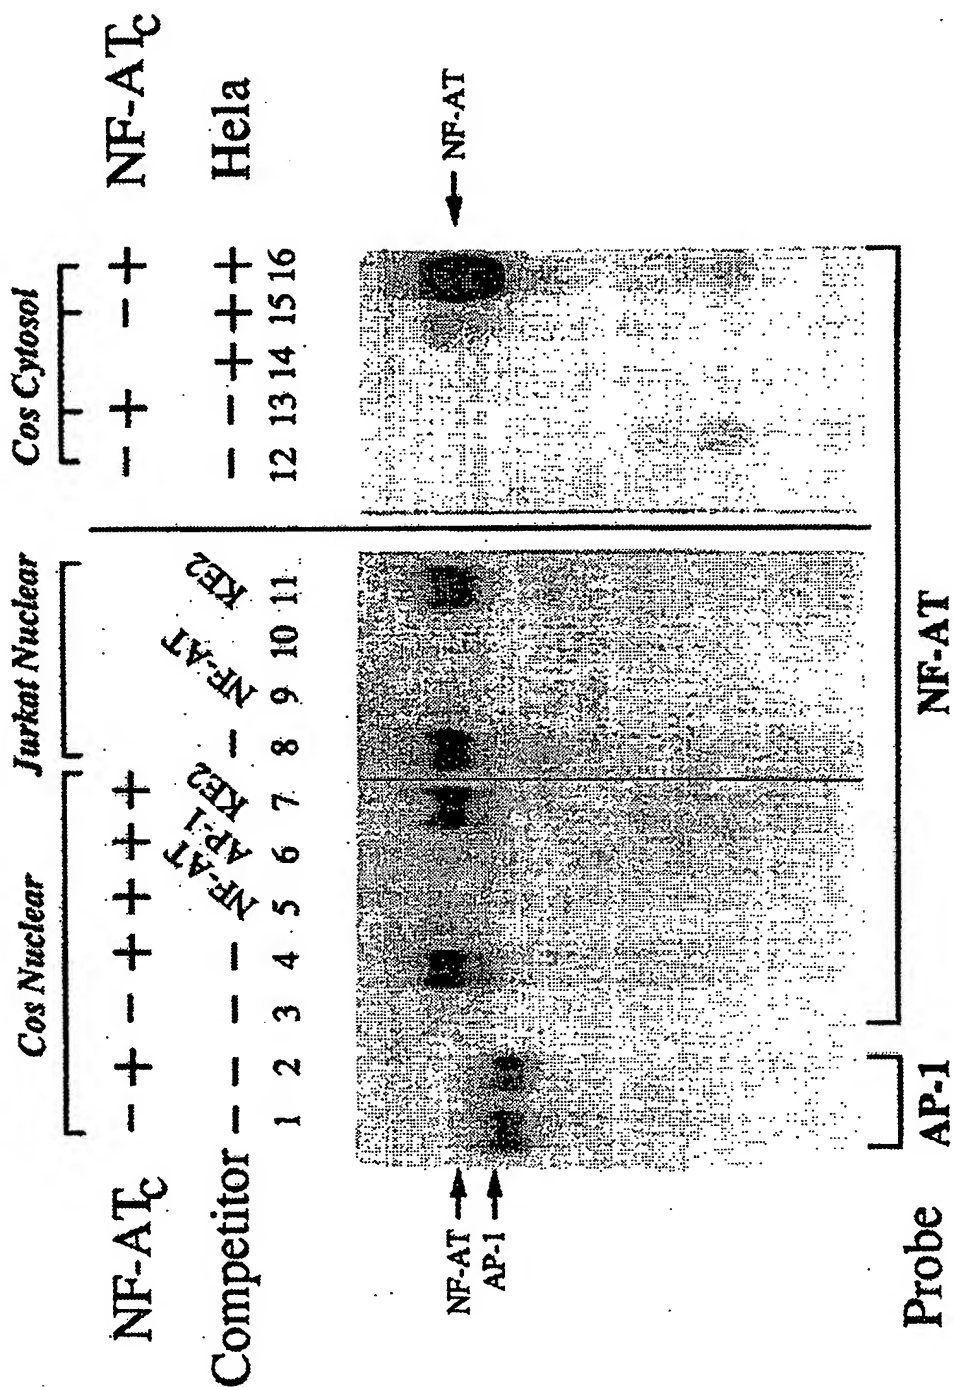 Cos Nuclear Jurkat Nuclear Cos Cytosol
NF-ATc - + - + + + + - + - + NF-ATc
Competitor - - - - NF-AT AP-1 KE2 - NF-AT KE2 - - + + + Hela
1 2 3 4 5 6 7 8 9 10 11 12 13 14 15 16
NF-AT
AP-1
NF-AT
Probe AP-1 NF-AT